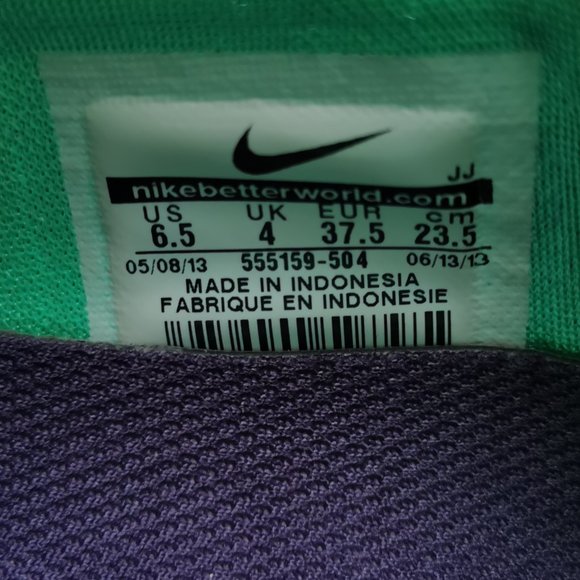 JJ
nikebetterworld.com
US UK EUR cm
6.5 4 37.5 23.5
05/08/13 555159-504 06/13/13
MADE IN INDONESIA
FABRIQUE EN INDONESIE